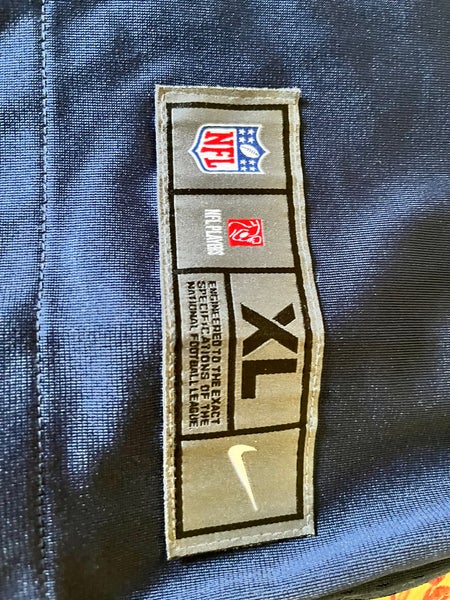 NFL
NFL PLAYERS
XL
ENGINEERED TO THE EXACT
SPECIFICATIONS OF THE
NATIONAL FOOTBALL LEAGUE